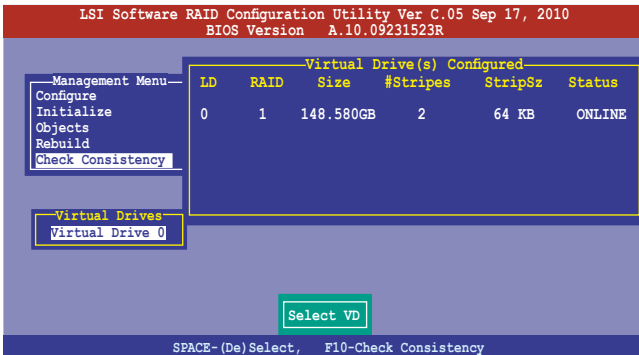 LSI Software RAID Configuration Utility Ver C.05 Sep 17, 2010
BIOS Version A.10.09231523R
Virtual Drive(s) Configured
LD RAID Size #Stripes StripSz Status
0 1 148.580GB 2 64 KB ONLINE
Management Menu
Configure
Initialize
Objects
Rebuild
Check Consistency
Virtual Drives
Virtual Drive 0
Select VD
SPACE-(De)Select, F10-Check Consistency